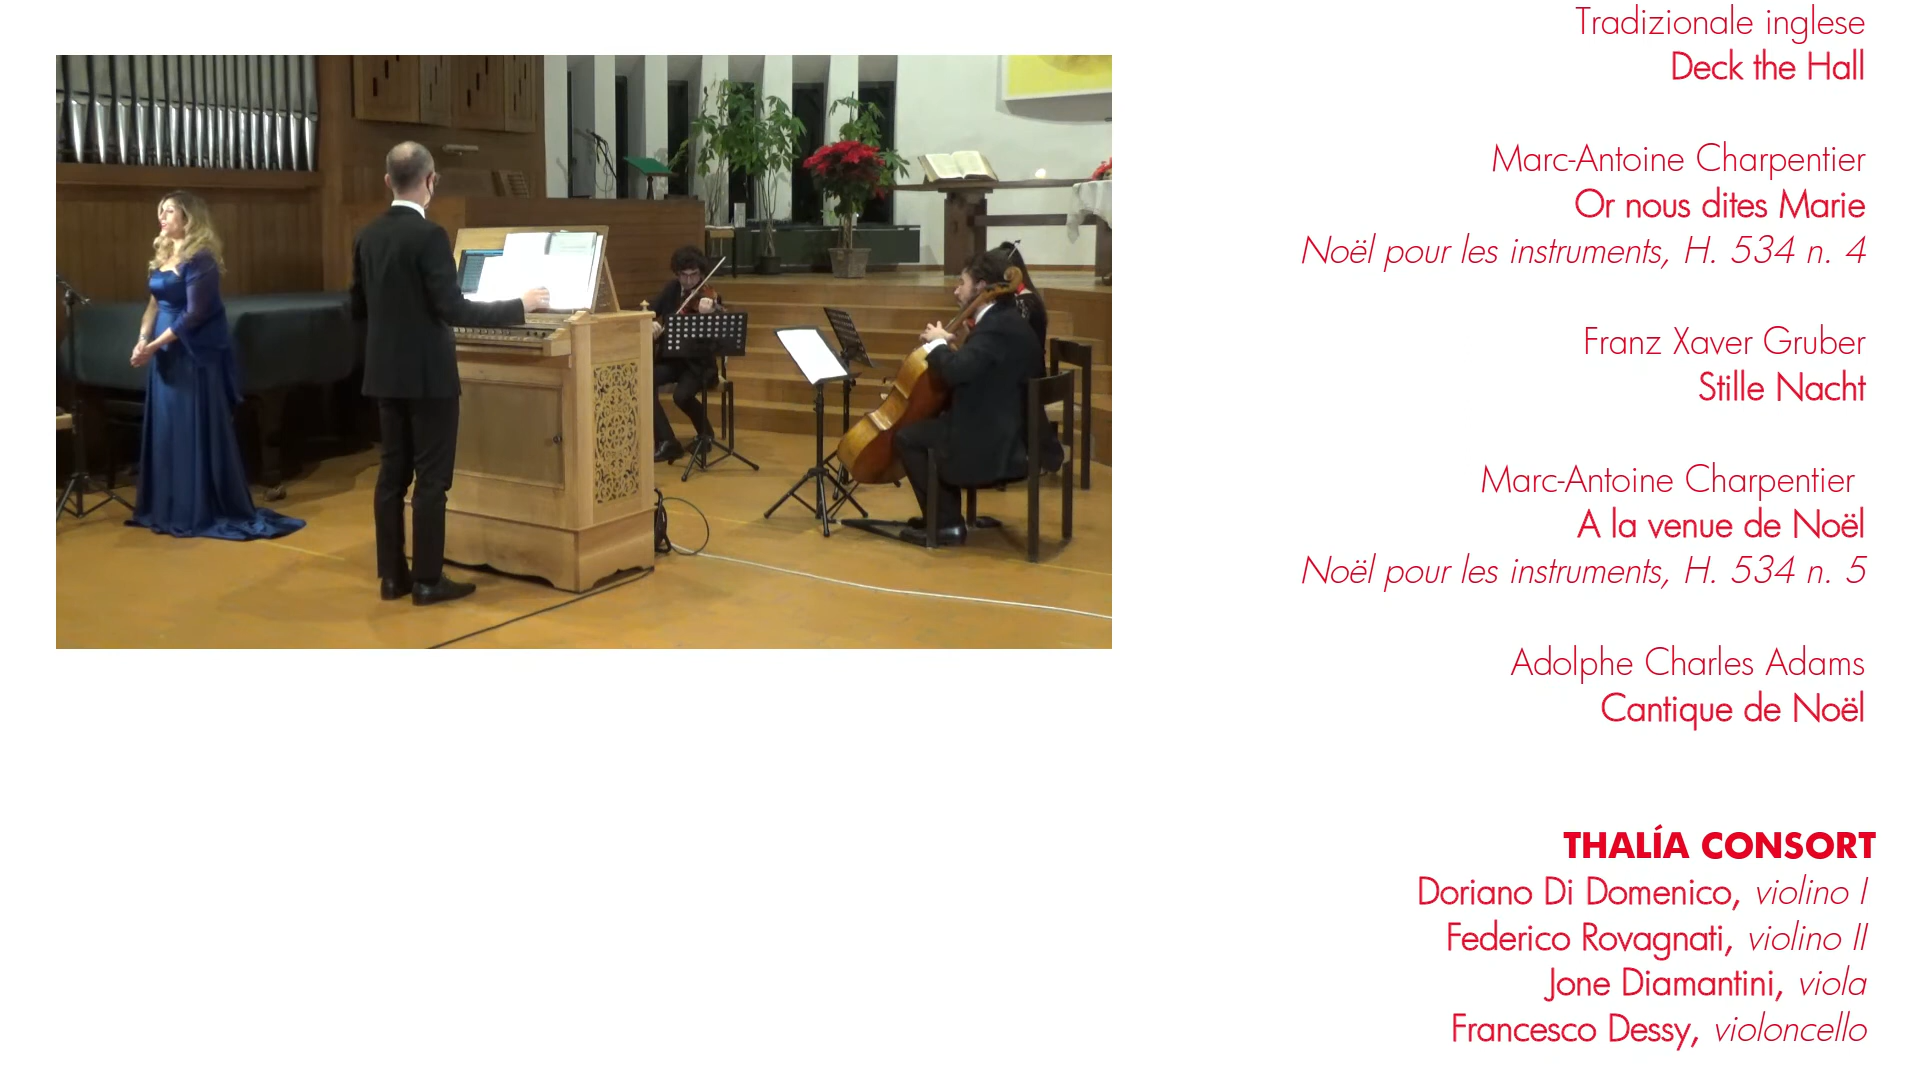 Tradizionale inglese
Deck the Hall
Marc-Antoine Charpentier
Or nous dites Marie
Noël pour les instruments, H. 534 n. 4
Franz Xaver Gruber
Stille Nacht
Marc-Antoine Charpentier
A la venue de Noël
Noël pour les instruments, H. 534 n. 5
Adolphe Charles Adams
Cantique de Noël
THALÍA CONSORT
Doriano Di Domenico, violino I
Federico Rovagnati, violino II
Jone Diamantini, viola
Francesco Dessy, violoncello